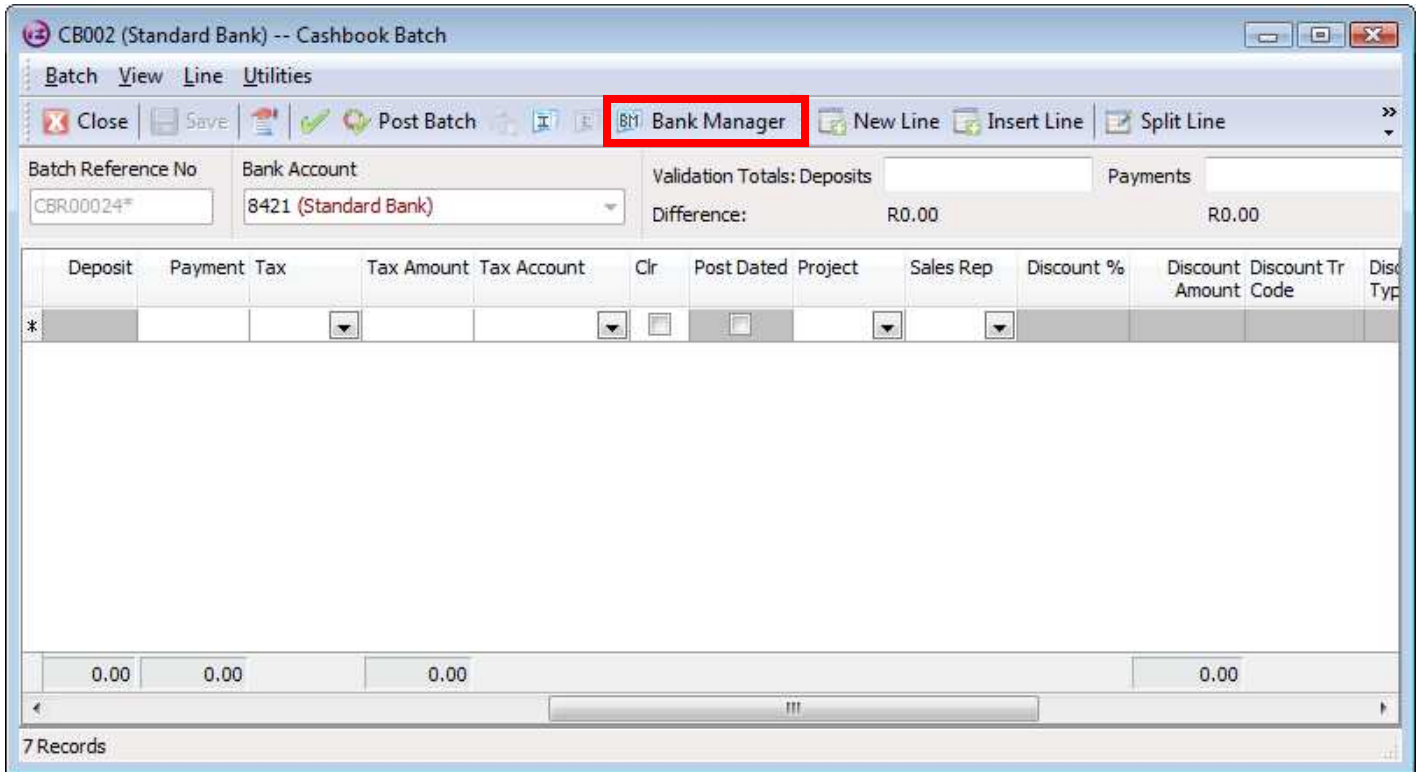 CB002 (Standard Bank) -- Cashbook Batch
Batch View Line Utilities
Close Save Post Batch BM Bank Manager New Line Insert Line Split Line
Batch Reference No Bank Account Validation Totals: Deposits Payments
CBR00024* 8421 (Standard Bank) Difference: R0.00 R0.00
Deposit Payment Tax Tax Amount Tax Account Clr Post Dated Project Sales Rep Discount % Discount Discount Tr Disc
Amount Code Typ
*
0.00 0.00 0.00 0.00
7 Records